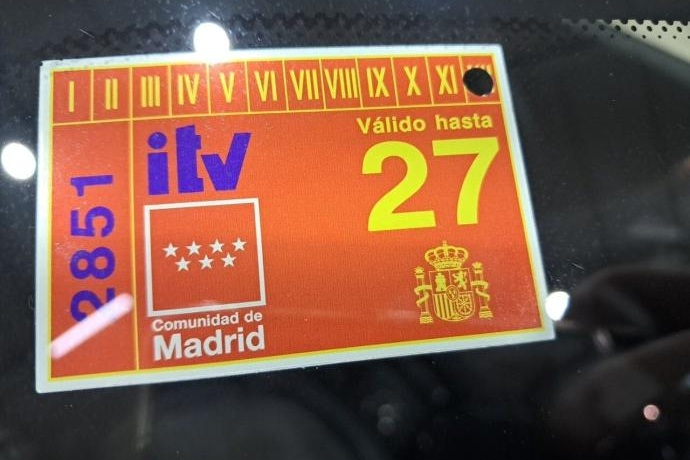 I II III IV V VI VII VIII IX X XI
2851
itv
Válido hasta
27
Comunidad de
Madrid